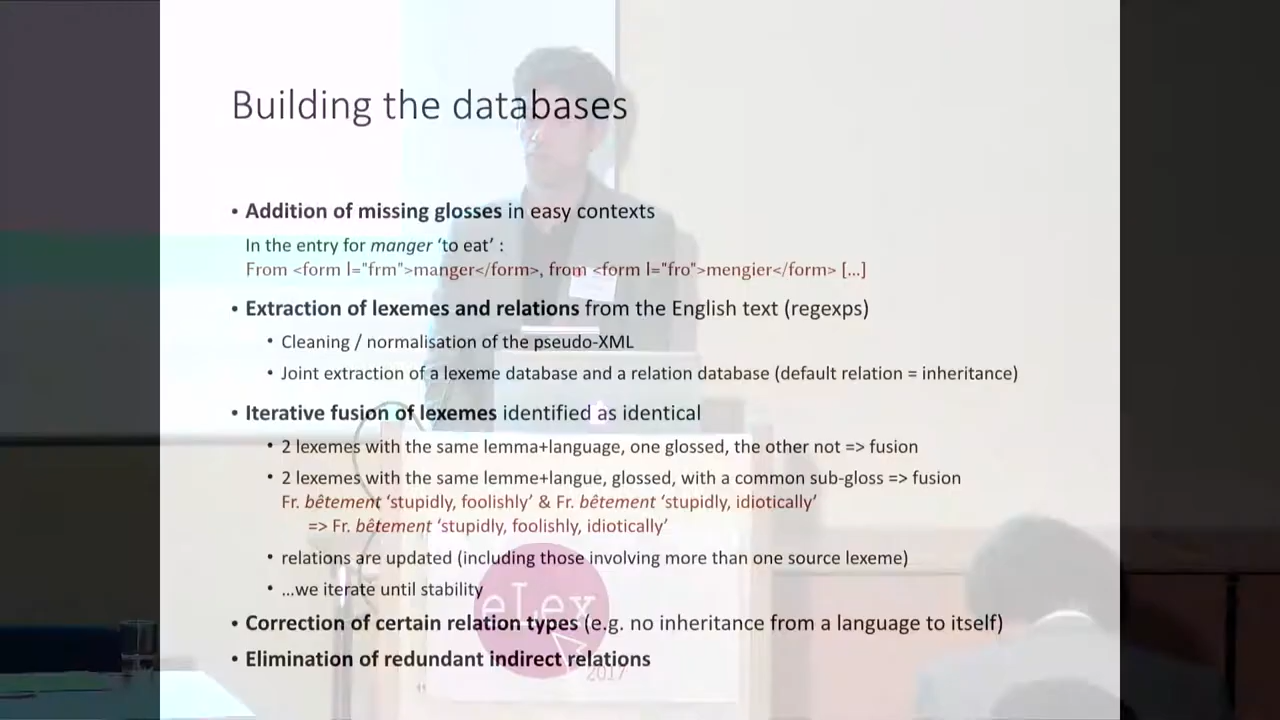 Building the databases
• Addition of missing glosses in easy contexts
In the entry for manger ‘to eat’ :
From <form l="frm">manger</form>, from <form l="fro">mengier</form> [...]
• Extraction of lexemes and relations from the English text (regexps)
• Cleaning / normalisation of the pseudo-XML
• Joint extraction of a lexeme database and a relation database (default relation = inheritance)
• Iterative fusion of lexemes identified as identical
• 2 lexemes with the same lemma+language, one glossed, the other not => fusion
• 2 lexemes with the same lemme+langue, glossed, with a common sub-gloss => fusion
Fr. bêtement ‘stupidly, foolishly’ & Fr. bêtement ‘stupidly, idiotically’
=> Fr. bêtement ‘stupidly, foolishly, idiotically’
• relations are updated (including those involving more than one source lexeme)
• ...we iterate until stability
eLex
• Correction of certain relation types (e.g. no inheritance from a language to itself)
• Elimination of redundant indirect relations
2017